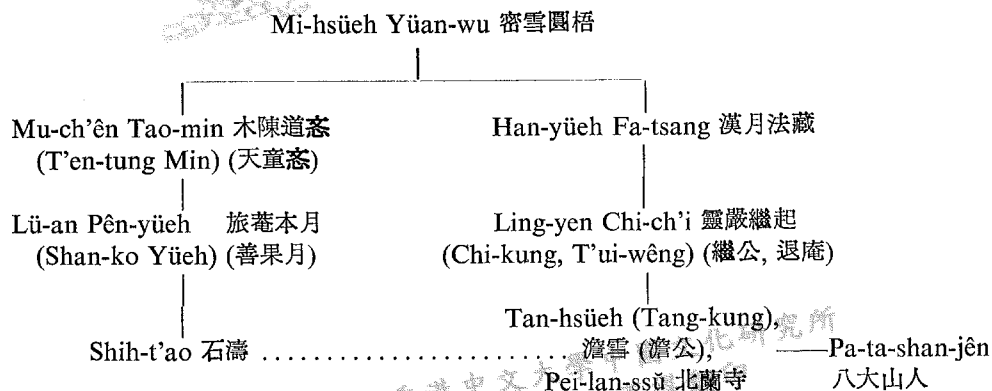 Mi-hsüeh Yüan-wu 密雪圓梧
Mu-ch'ên Tao-min 木陳道忞
(T'en-tung Min) (天童忞)
Han-yüeh Fa-tsang 漢月法藏
Lü-an Pên-yüeh 旅菴本月
(Shan-ko Yüeh) (善果月)
Ling-yen Chi-ch'i 靈嚴繼起
(Chi-kung, T'ui-wêng) (繼公, 退庵)
Shih-t'ao 石濤
Tan-hsüeh (Tang-kung),
澹雪 (澹公),
Pei-lan-ssŭ 北蘭寺
Pa-ta-shan-jên
八大山人